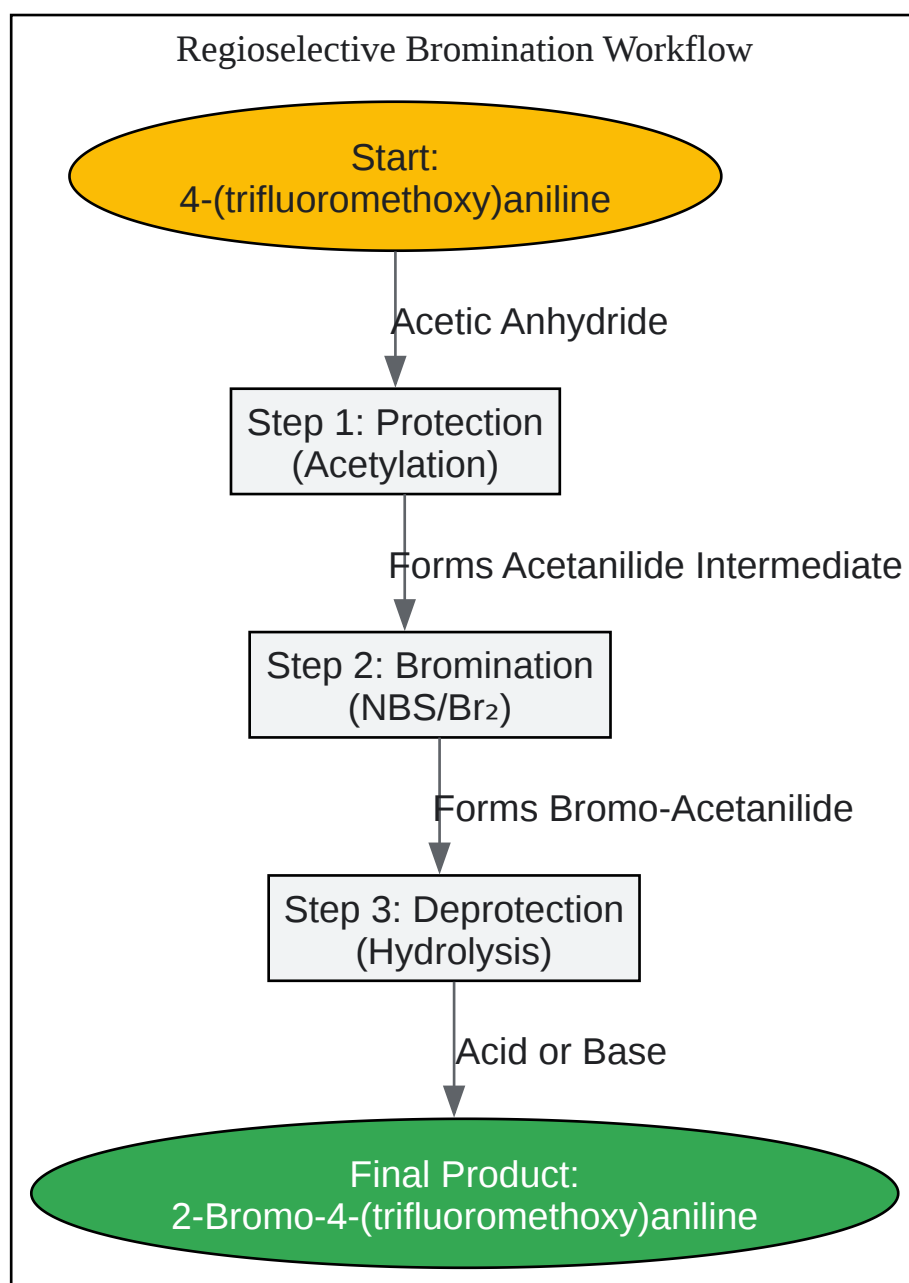 Regioselective Bromination Workflow
Start:
4-(trifluoromethoxy)aniline
Acetic Anhydride
Step 1: Protection
(Acetylation)
Forms Acetanilide Intermediate
Step 2: Bromination
(NBS/Br₂)
Forms Bromo-Acetanilide
Step 3: Deprotection
(Hydrolysis)
Acid or Base
Final Product:
2-Bromo-4-(trifluoromethoxy)aniline